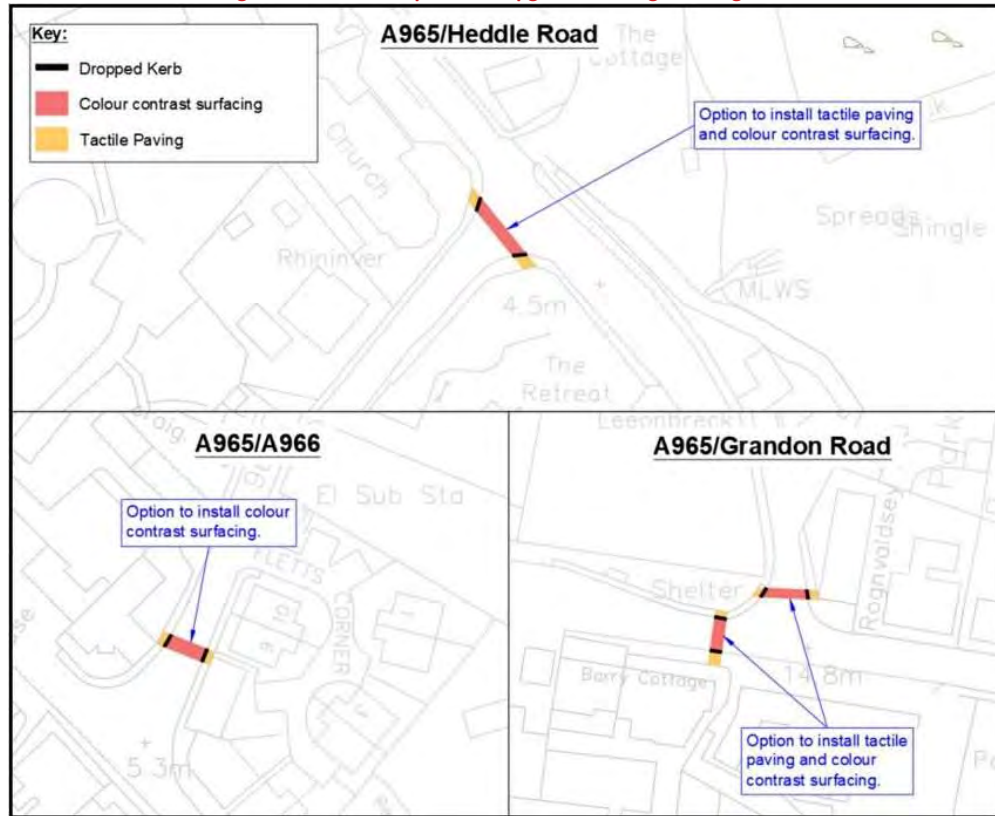 Key:
Dropped Kerb
Colour contrast surfacing
Tactile Paving
A965/Heddle Road
The
Cottage
Option to install tactile paving
and colour contrast surfacing.
Church
Rhininver
Spreads
Shingle
MLWS
4.5m
The
Retreat
A965/A966
El Sub Sta
Option to install colour
contrast surfacing.
FLETTS
CORNER
5.3m
Leeonbreck
A965/Grandon Road
Park
Rognvaldsey
Shelter
Barry Cottage
14.8m
Option to install tactile
paving and colour
contrast surfacing.